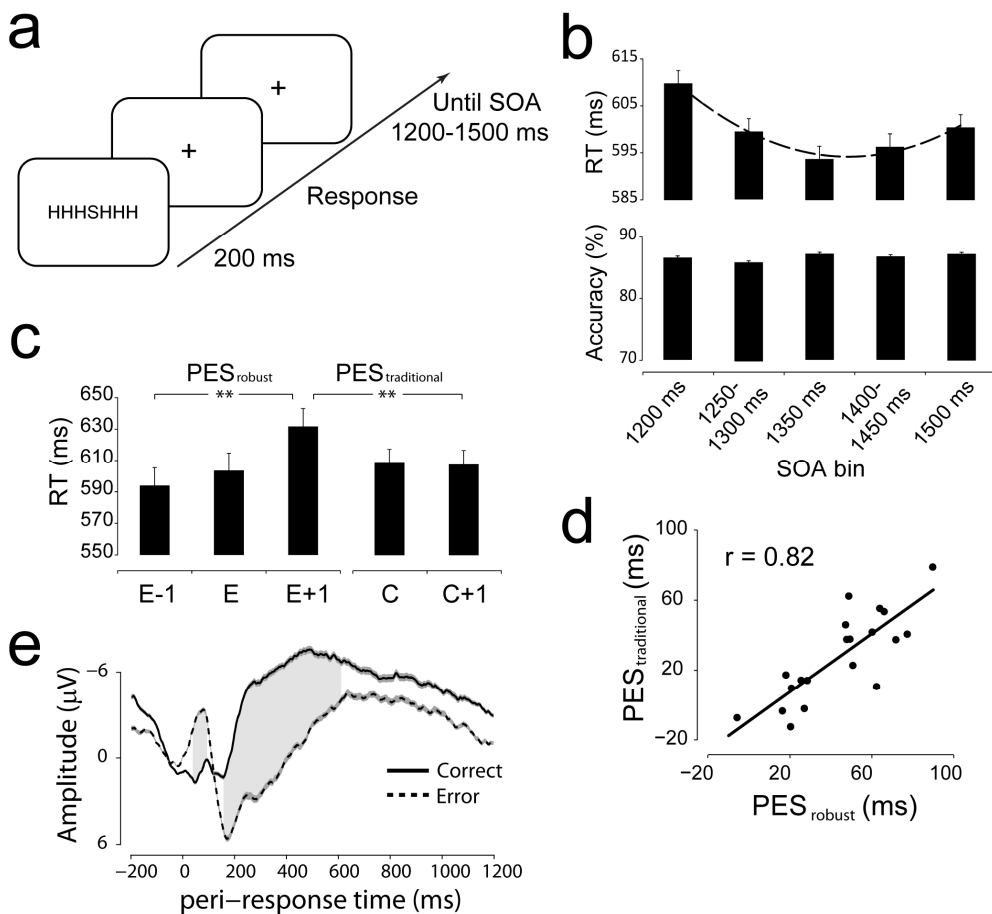 a
+
+
HHHSHHH
Until SOA
1200-1500 ms
Response
200 ms
b
RT (ms)
615
605
595
585
Accuracy (%)
90
80
70
1200 ms
1250-
1300 ms
1350 ms
1400-
1450 ms
1500 ms
SOA bin
c
PES robust
PES traditional
**
**
RT (ms)
650
630
610
590
570
550
E-1
E
E+1
C
C+1
d
r = 0.82
PES traditional (ms)
100
60
20
−20
−20
20
60
100
PES robust (ms)
e
Amplitude (μV)
−6
0
6
Correct
Error
−200
0
200
400
600
800
1000
1200
peri−response time (ms)